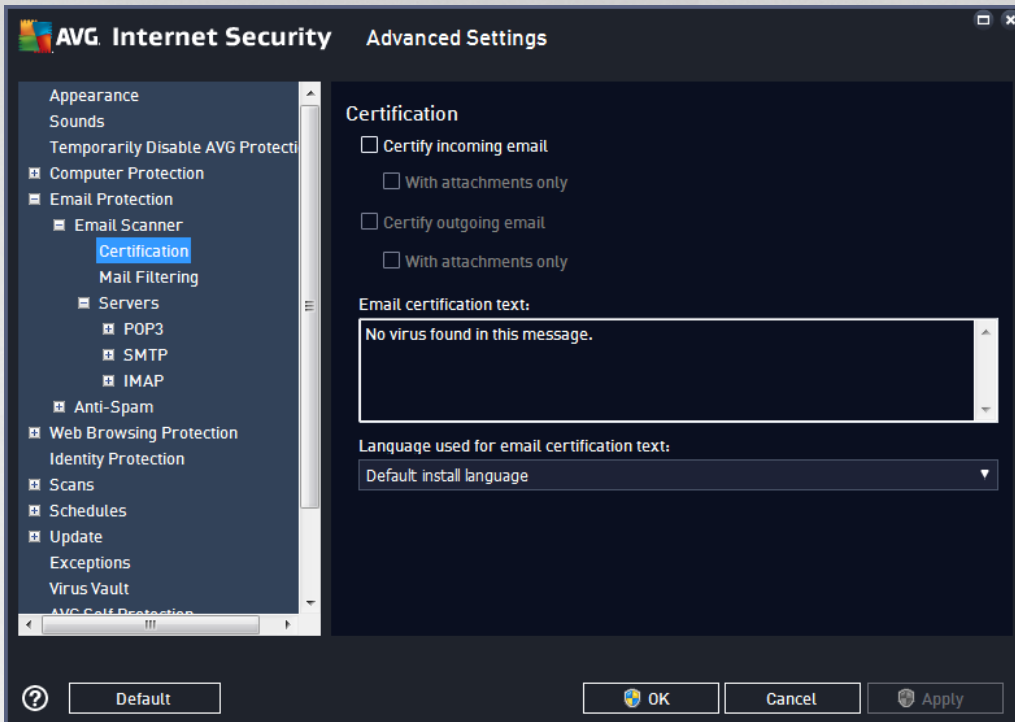 AVG. Internet Security Advanced Settings
Appearance
Sounds
Temporarily Disable AVG Protecti
Computer Protection
Email Protection
Email Scanner
Certification
Mail Filtering
Servers
POP3
SMTP
IMAP
Anti-Spam
Web Browsing Protection
Identity Protection
Scans
Schedules
Update
Exceptions
Virus Vault
AVG Self Protection
Certification
Certify incoming email
With attachments only
Certify outgoing email
With attachments only
Email certification text:
No virus found in this message.
Language used for email certification text:
Default install language
Default
OK
Cancel
Apply